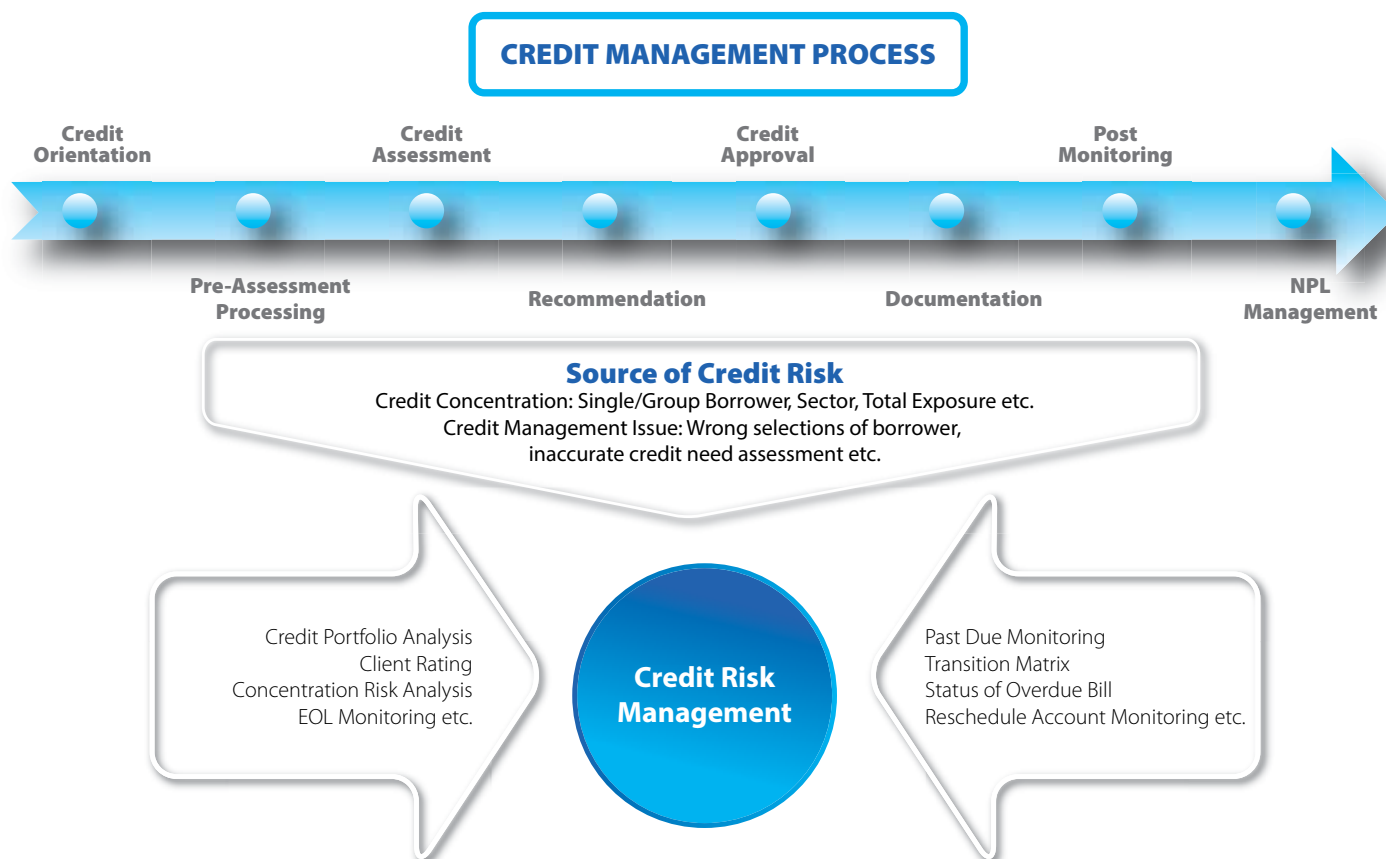 CREDIT MANAGEMENT PROCESS
Credit
Orientation
Credit
Assessment
Credit
Approval
Post
Monitoring
Pre-Assessment
Processing
Recommendation
Documentation
NPL
Management
Source of Credit Risk
Credit Concentration: Single/Group Borrower, Sector, Total Exposure etc.
Credit Management Issue: Wrong selections of borrower,
inaccurate credit need assessment etc.
Credit Portfolio Analysis
Client Rating
Concentration Risk Analysis
EOL Monitoring etc.
Credit Risk
Management
Past Due Monitoring
Transition Matrix
Status of Overdue Bill
Reschedule Account Monitoring etc.